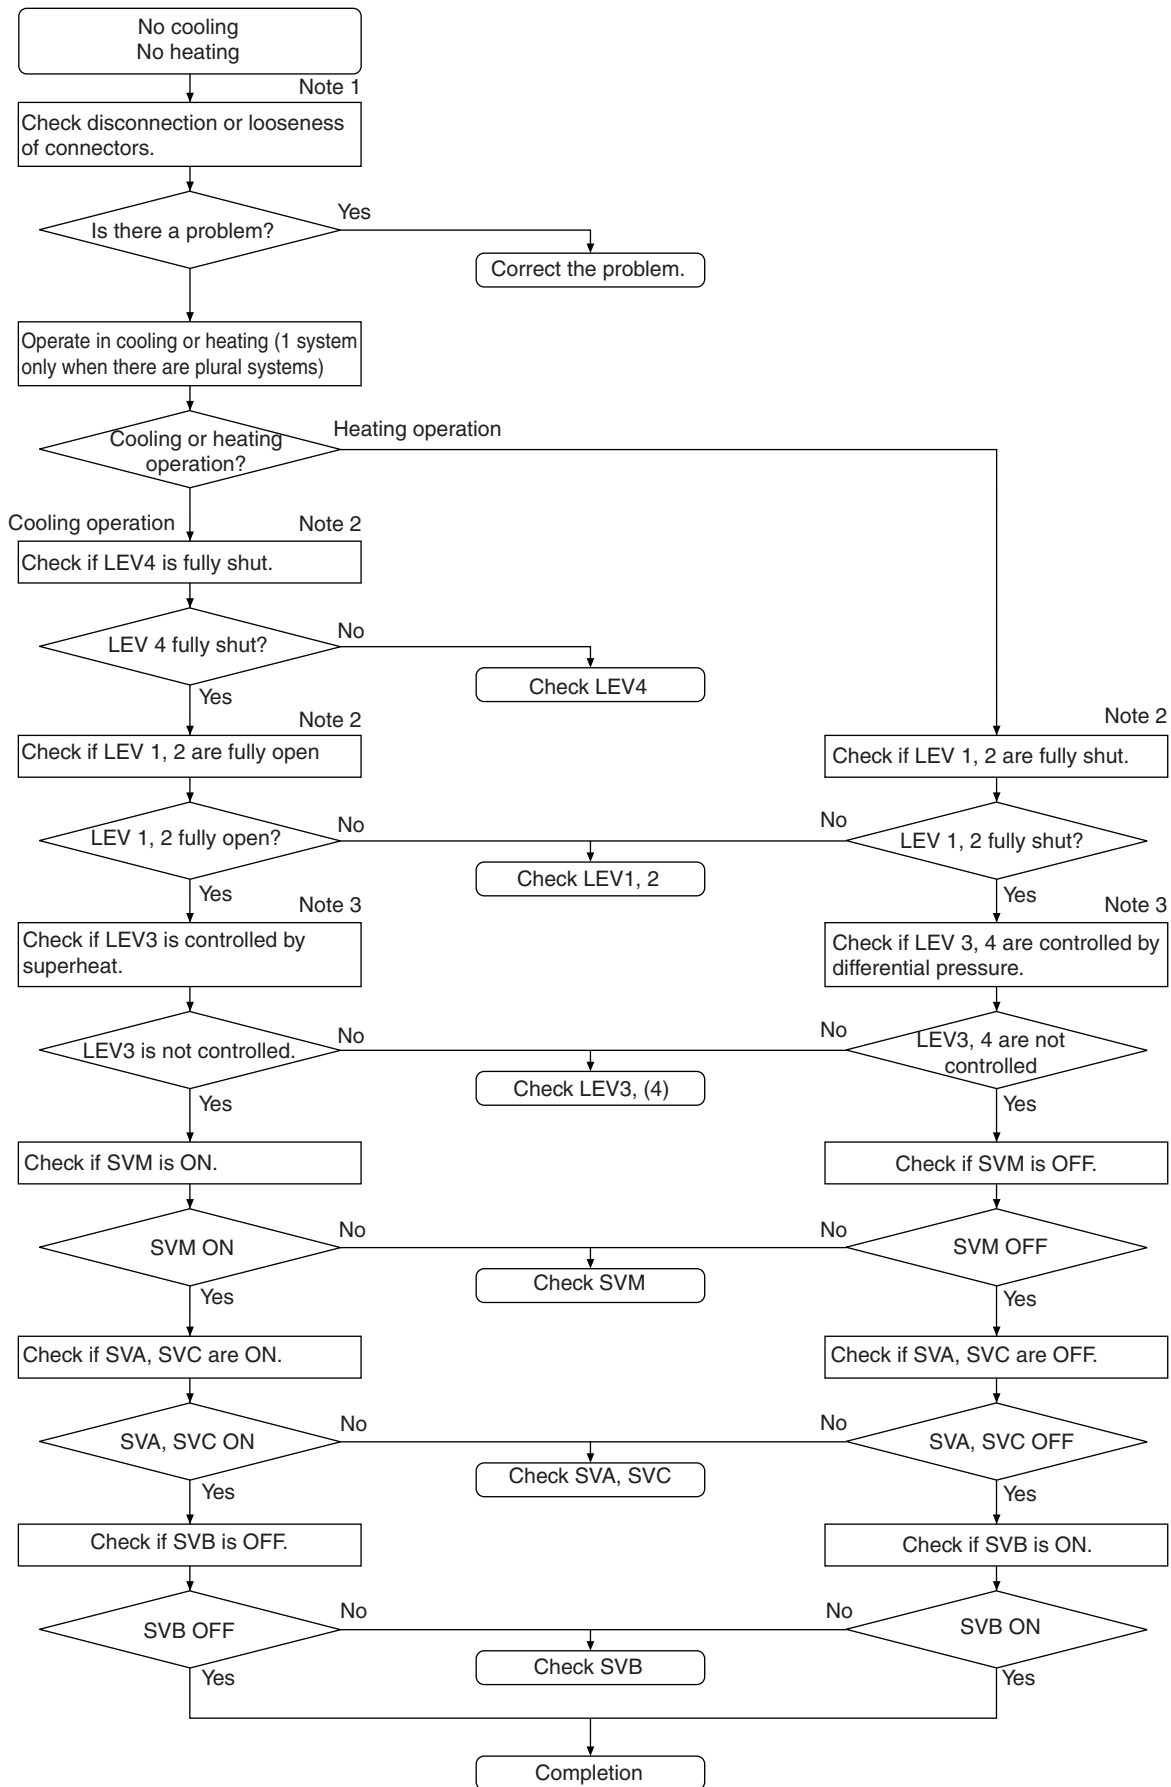 No cooling
No heating
Note 1
Check disconnection or looseness
of connectors.
Is there a problem?
Yes
Correct the problem.
Operate in cooling or heating (1 system
only when there are plural systems)
Cooling or heating
operation?
Heating operation
Cooling operation
Note 2
Check if LEV4 is fully shut.
LEV 4 fully shut?
No
Check LEV4
Yes
Note 2
Check if LEV 1, 2 are fully open
Note 2
Check if LEV 1, 2 are fully shut.
LEV 1, 2 fully open?
No
No
LEV 1, 2 fully shut?
Check LEV1, 2
Yes
Yes
Note 3
Check if LEV3 is controlled by
superheat.
Note 3
Check if LEV 3, 4 are controlled by
differential pressure.
LEV3 is not controlled.
No
No
LEV3, 4 are not
controlled
Check LEV3, (4)
Yes
Yes
Check if SVM is ON.
Check if SVM is OFF.
SVM ON
No
No
SVM OFF
Check SVM
Yes
Yes
Check if SVA, SVC are ON.
Check if SVA, SVC are OFF.
SVA, SVC ON
No
No
SVA, SVC OFF
Check SVA, SVC
Yes
Yes
Check if SVB is OFF.
Check if SVB is ON.
SVB OFF
No
No
SVB ON
Check SVB
Yes
Yes
Completion